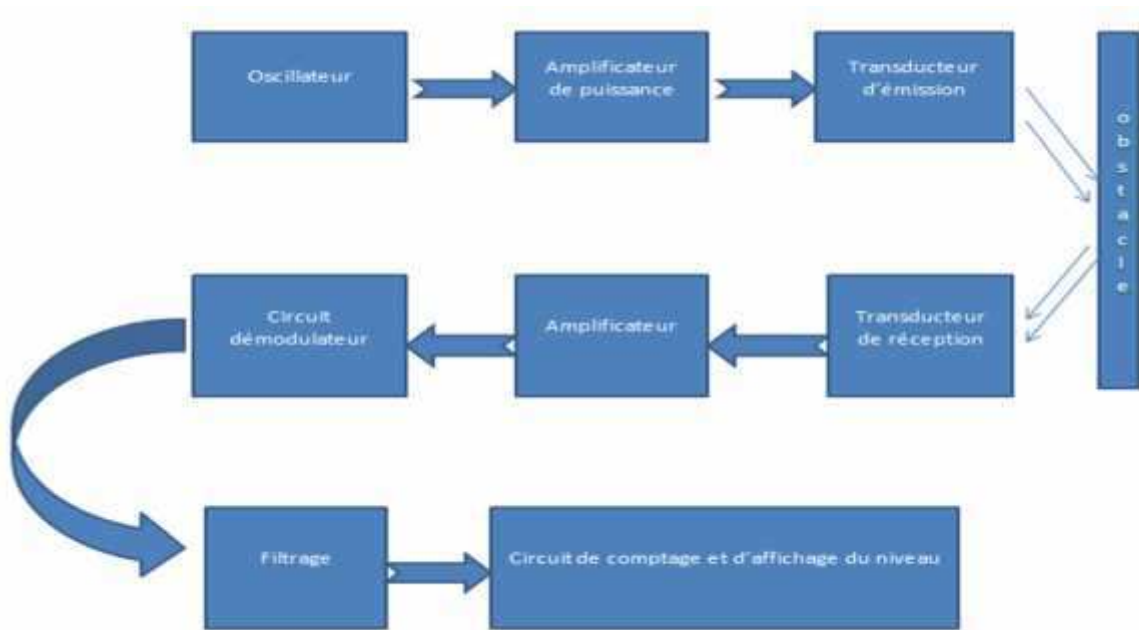 Oscillateur
Amplificateur
de puissance
Transducteur
d'émission
obstacle
Circuit
démodulateur
Amplificateur
Transducteur
de réception
Filtrage
Circuit de comptage et d'affichage du niveau